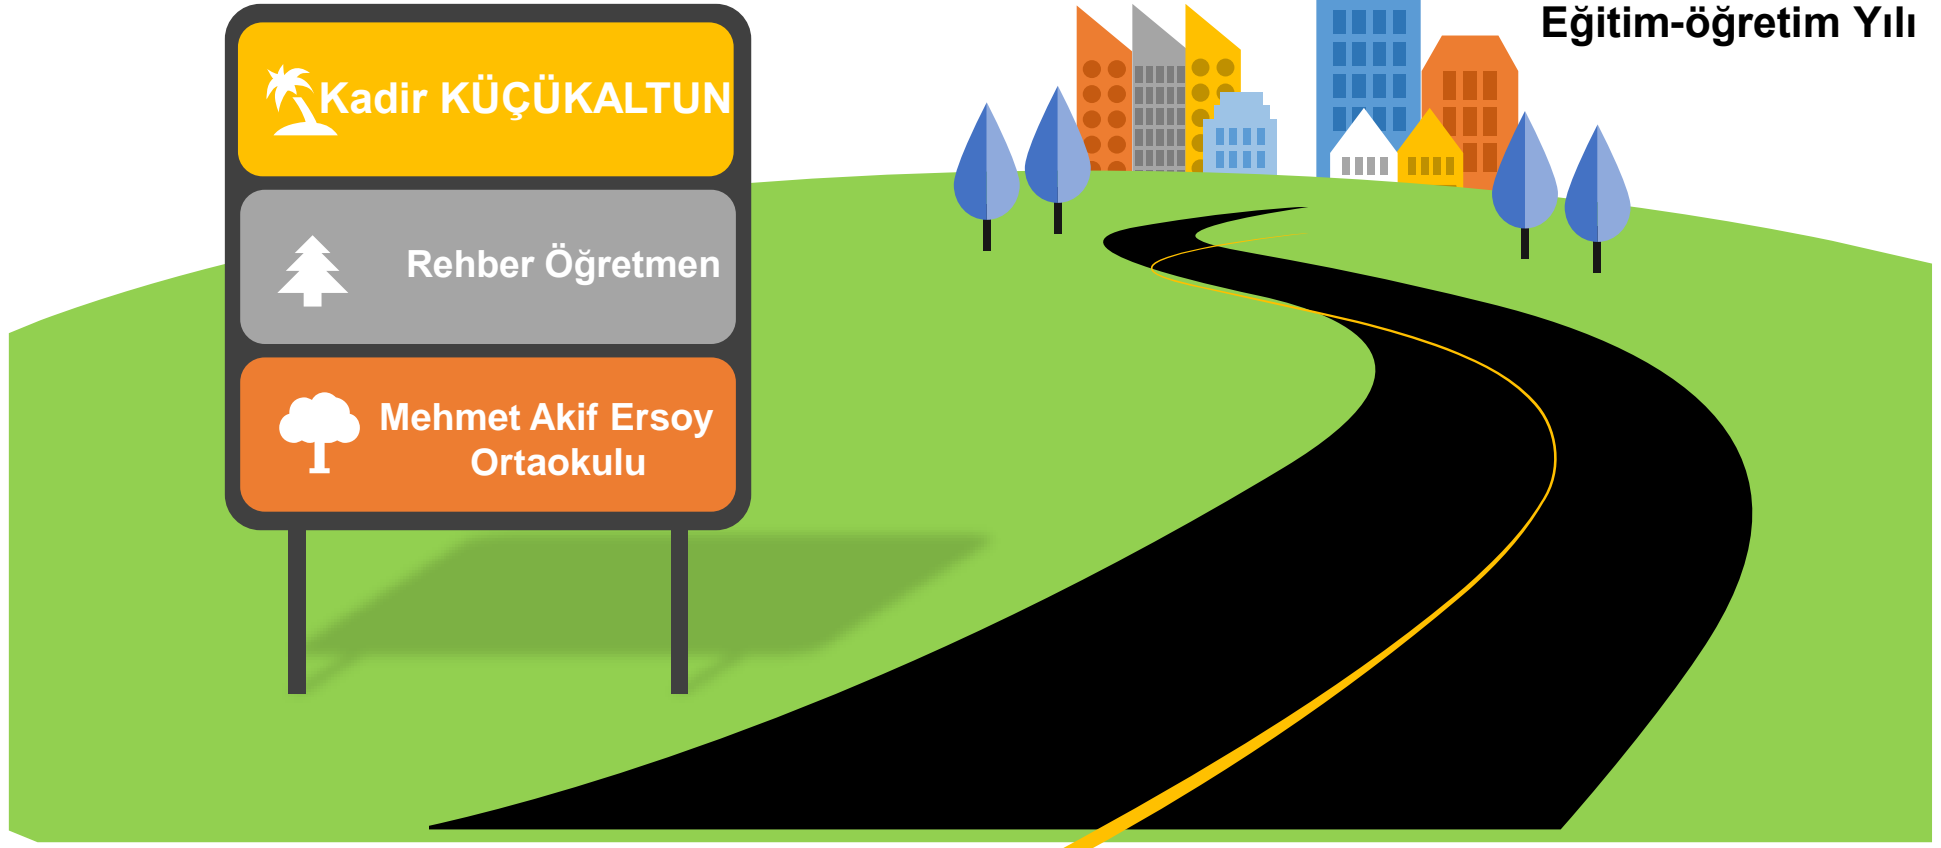 Eğitim-öğretim Yılı
Kadir KÜÇÜKALTUN
Rehber Öğretmen
Mehmet Akif Ersoy
Ortaokulu